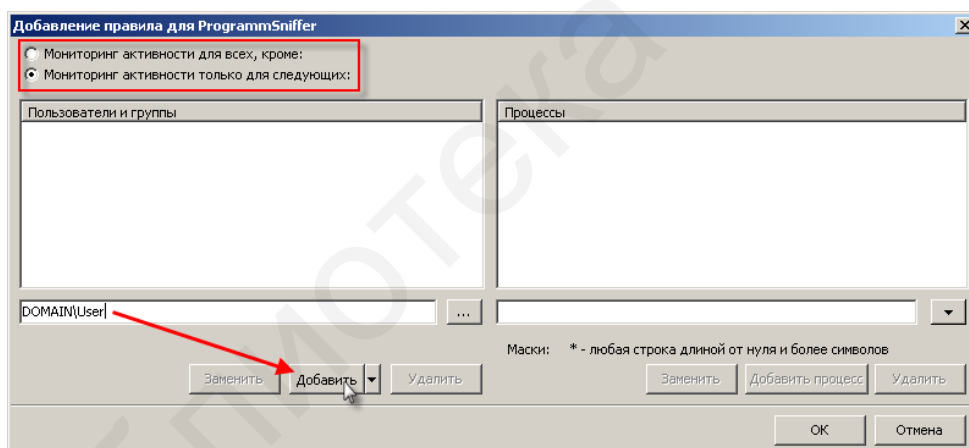 Добавление правила для ProgrammSniffer
Мониторинг активности для всех, кроме:
Мониторинг активности только для следующих:
Пользователи и группы
Процессы
DOMAIN\User
...
Маски: * - любая строка длиной от нуля и более символов
Заменить Добавить Удалить
Заменить Добавить процесс Удалить
ОК Отмена